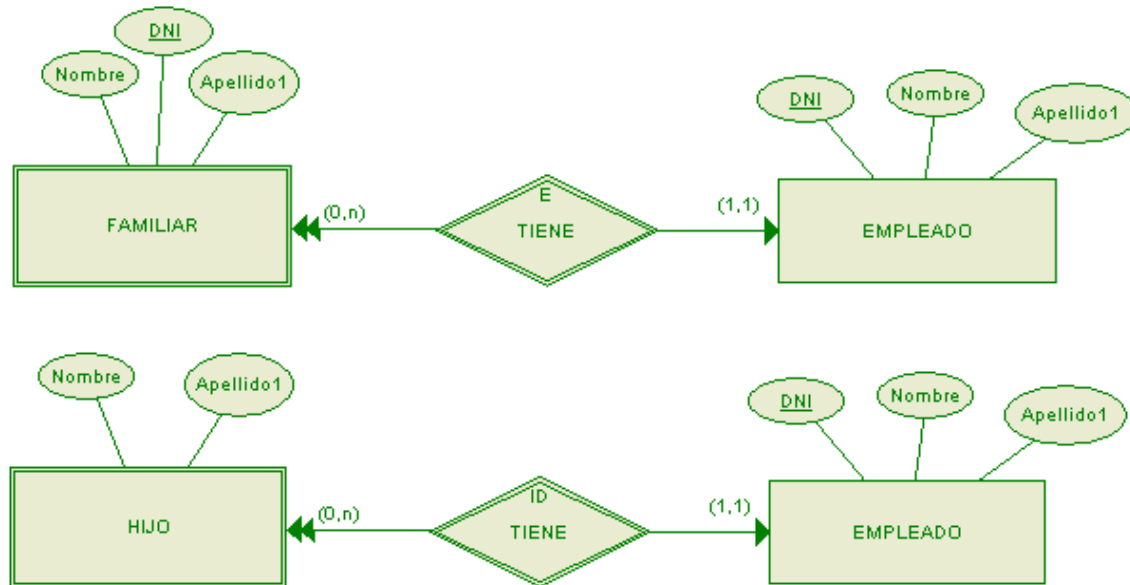 DNI
Nombre
Apellido1
DNI
Nombre
Apellido1
FAMILIAR
(0,n)
E
TIENE
(1,1)
EMPLEADO
Nombre
Apellido1
DNI
Nombre
Apellido1
HIJO
(0,n)
ID
TIENE
(1,1)
EMPLEADO